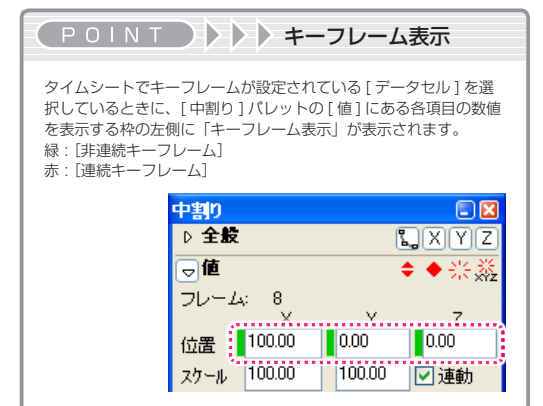 POINT キーフレーム表示
タイムシートでキーフレームが設定されている [ データセル ] を選
択しているときに、[ 中割り ] パレットの [ 値 ] にある各項目の数値
を表示する枠の左側に「キーフレーム表示」が表示されます。
緑：[非連続キーフレーム]
赤：[連続キーフレーム]
中割り
全般 X Y Z
値 XYZ
フレーム: 8
X Y Z
位置 100.00 0.00 0.00
スケール 100.00 100.00 連動